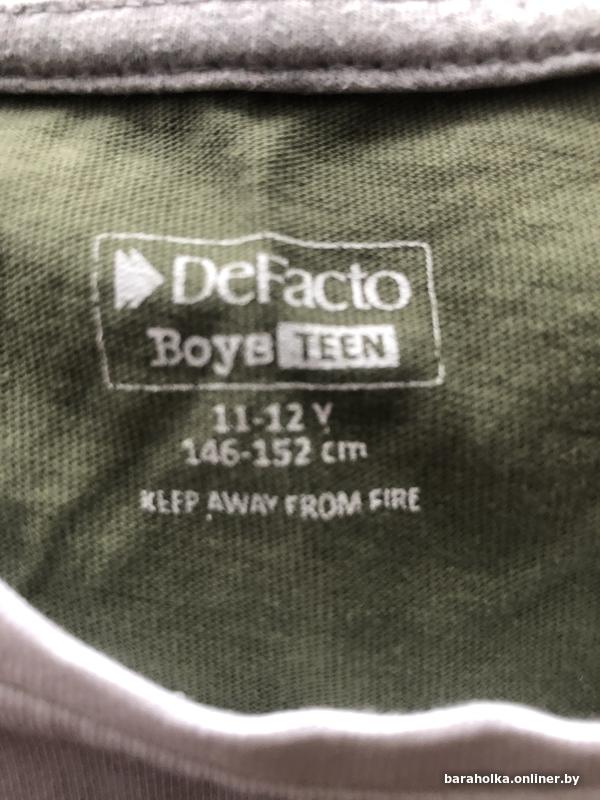 DeFacto
Boys TEEN
11-12 Y
146-152 cm
KEEP AWAY FROM FIRE
baraholka.onliner.by